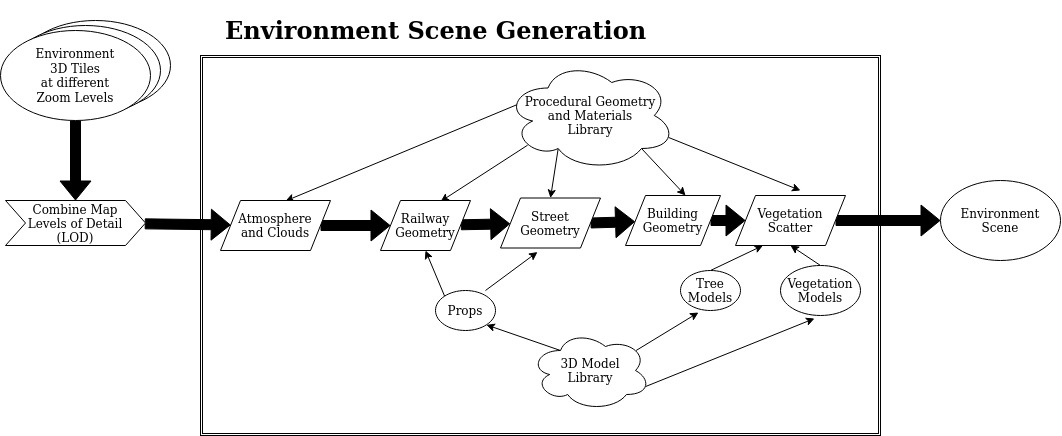 Environment Scene Generation
Environment
3D Tiles
at different
Zoom Levels
Procedural Geometry
and Materials
Library
Combine Map
Levels of Detail
(LOD)
Atmosphere
and Clouds
Railway
Geometry
Street
Geometry
Building
Geometry
Vegetation
Scatter
Environment
Scene
Props
Tree
Models
Vegetation
Models
3D Model
Library